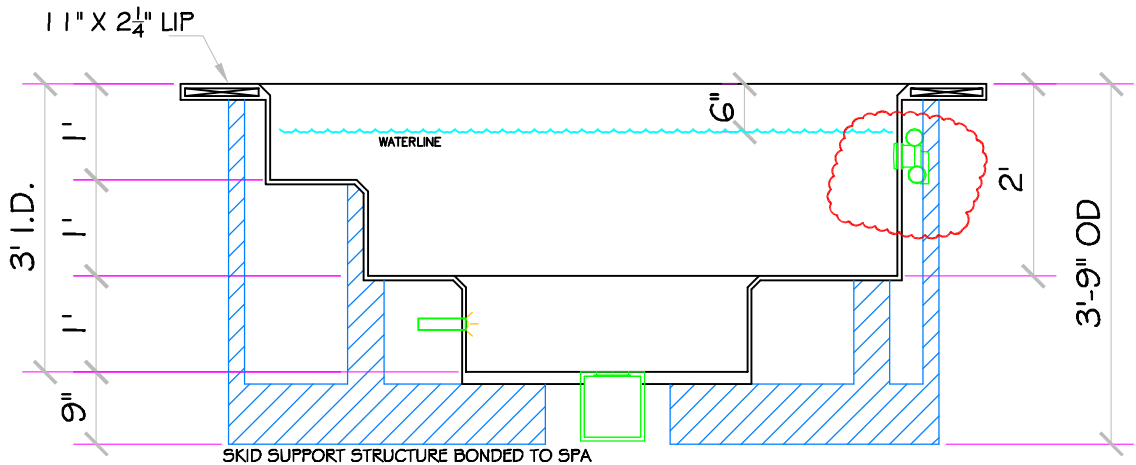 11" X 2¼" LIP
6"
WATERLINE
1'
1'
1'
3' I.D.
9"
2'
3'-9" OD
SKID SUPPORT STRUCTURE BONDED TO SPA